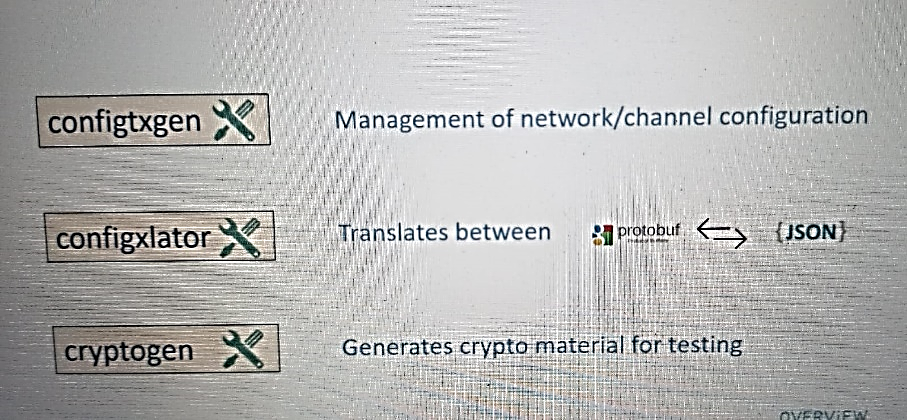 configtxgen Management of network/channel configuration
configxlator Translates between protobuf {JSON}
cryptogen Generates crypto material for testing
OVERVIEW